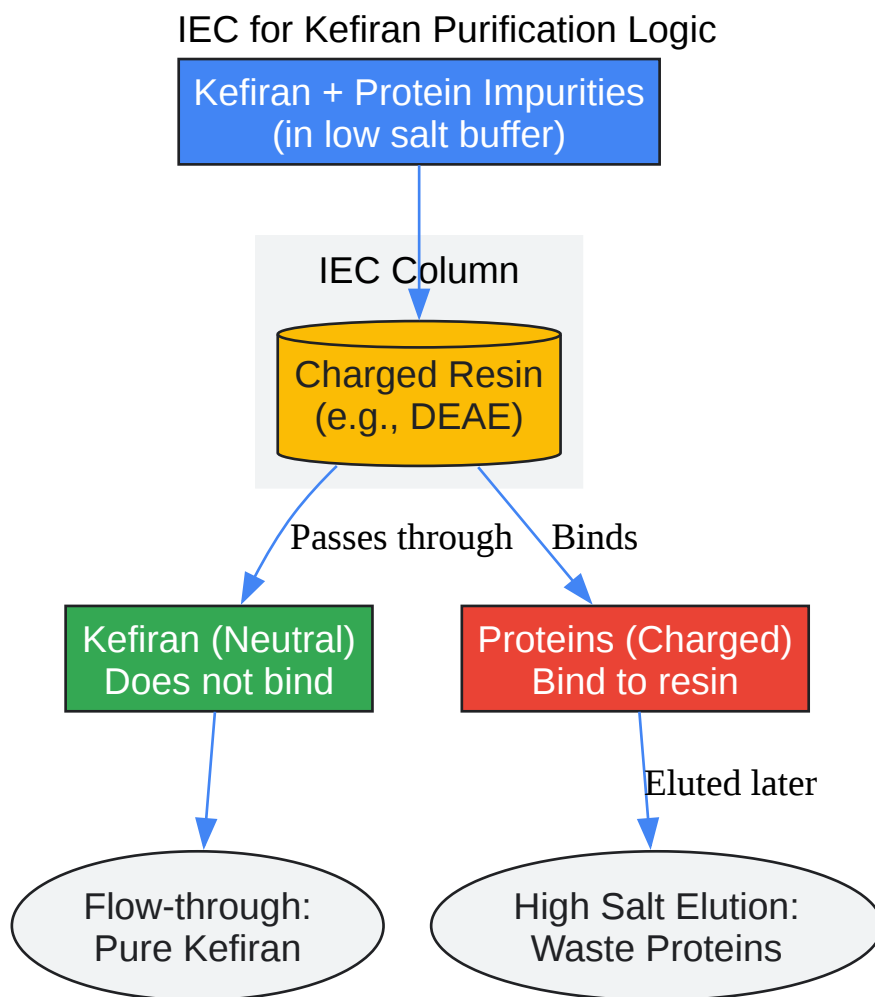 IEC for Kefiran Purification Logic
Kefiran + Protein Impurities
(in low salt buffer)
IEC Column
Charged Resin
(e.g., DEAE)
Passes through
Binds
Kefiran (Neutral)
Does not bind
Proteins (Charged)
Bind to resin
Eluted later
Flow-through:
Pure Kefiran
High Salt Elution:
Waste Proteins